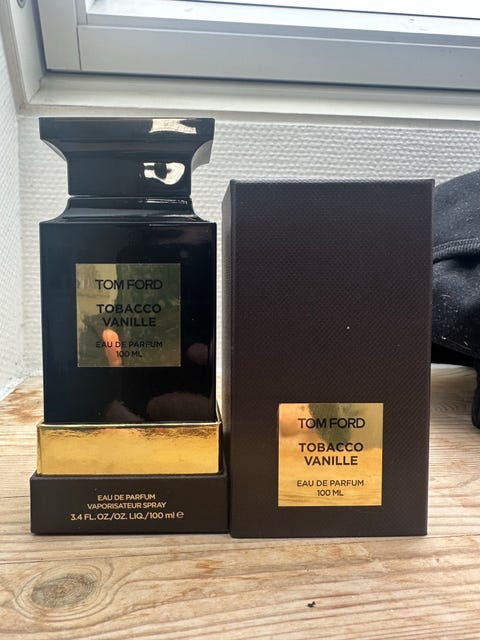 TOM FORD
TOBACCO
VANILLE
EAU DE PARFUM
100 ML
EAU DE PARFUM
VAPORISATEUR SPRAY
3.4 FL. OZ./OZ. LIQ./100 ml ℮
TOM FORD
TOBACCO
VANILLE
EAU DE PARFUM
100 ML